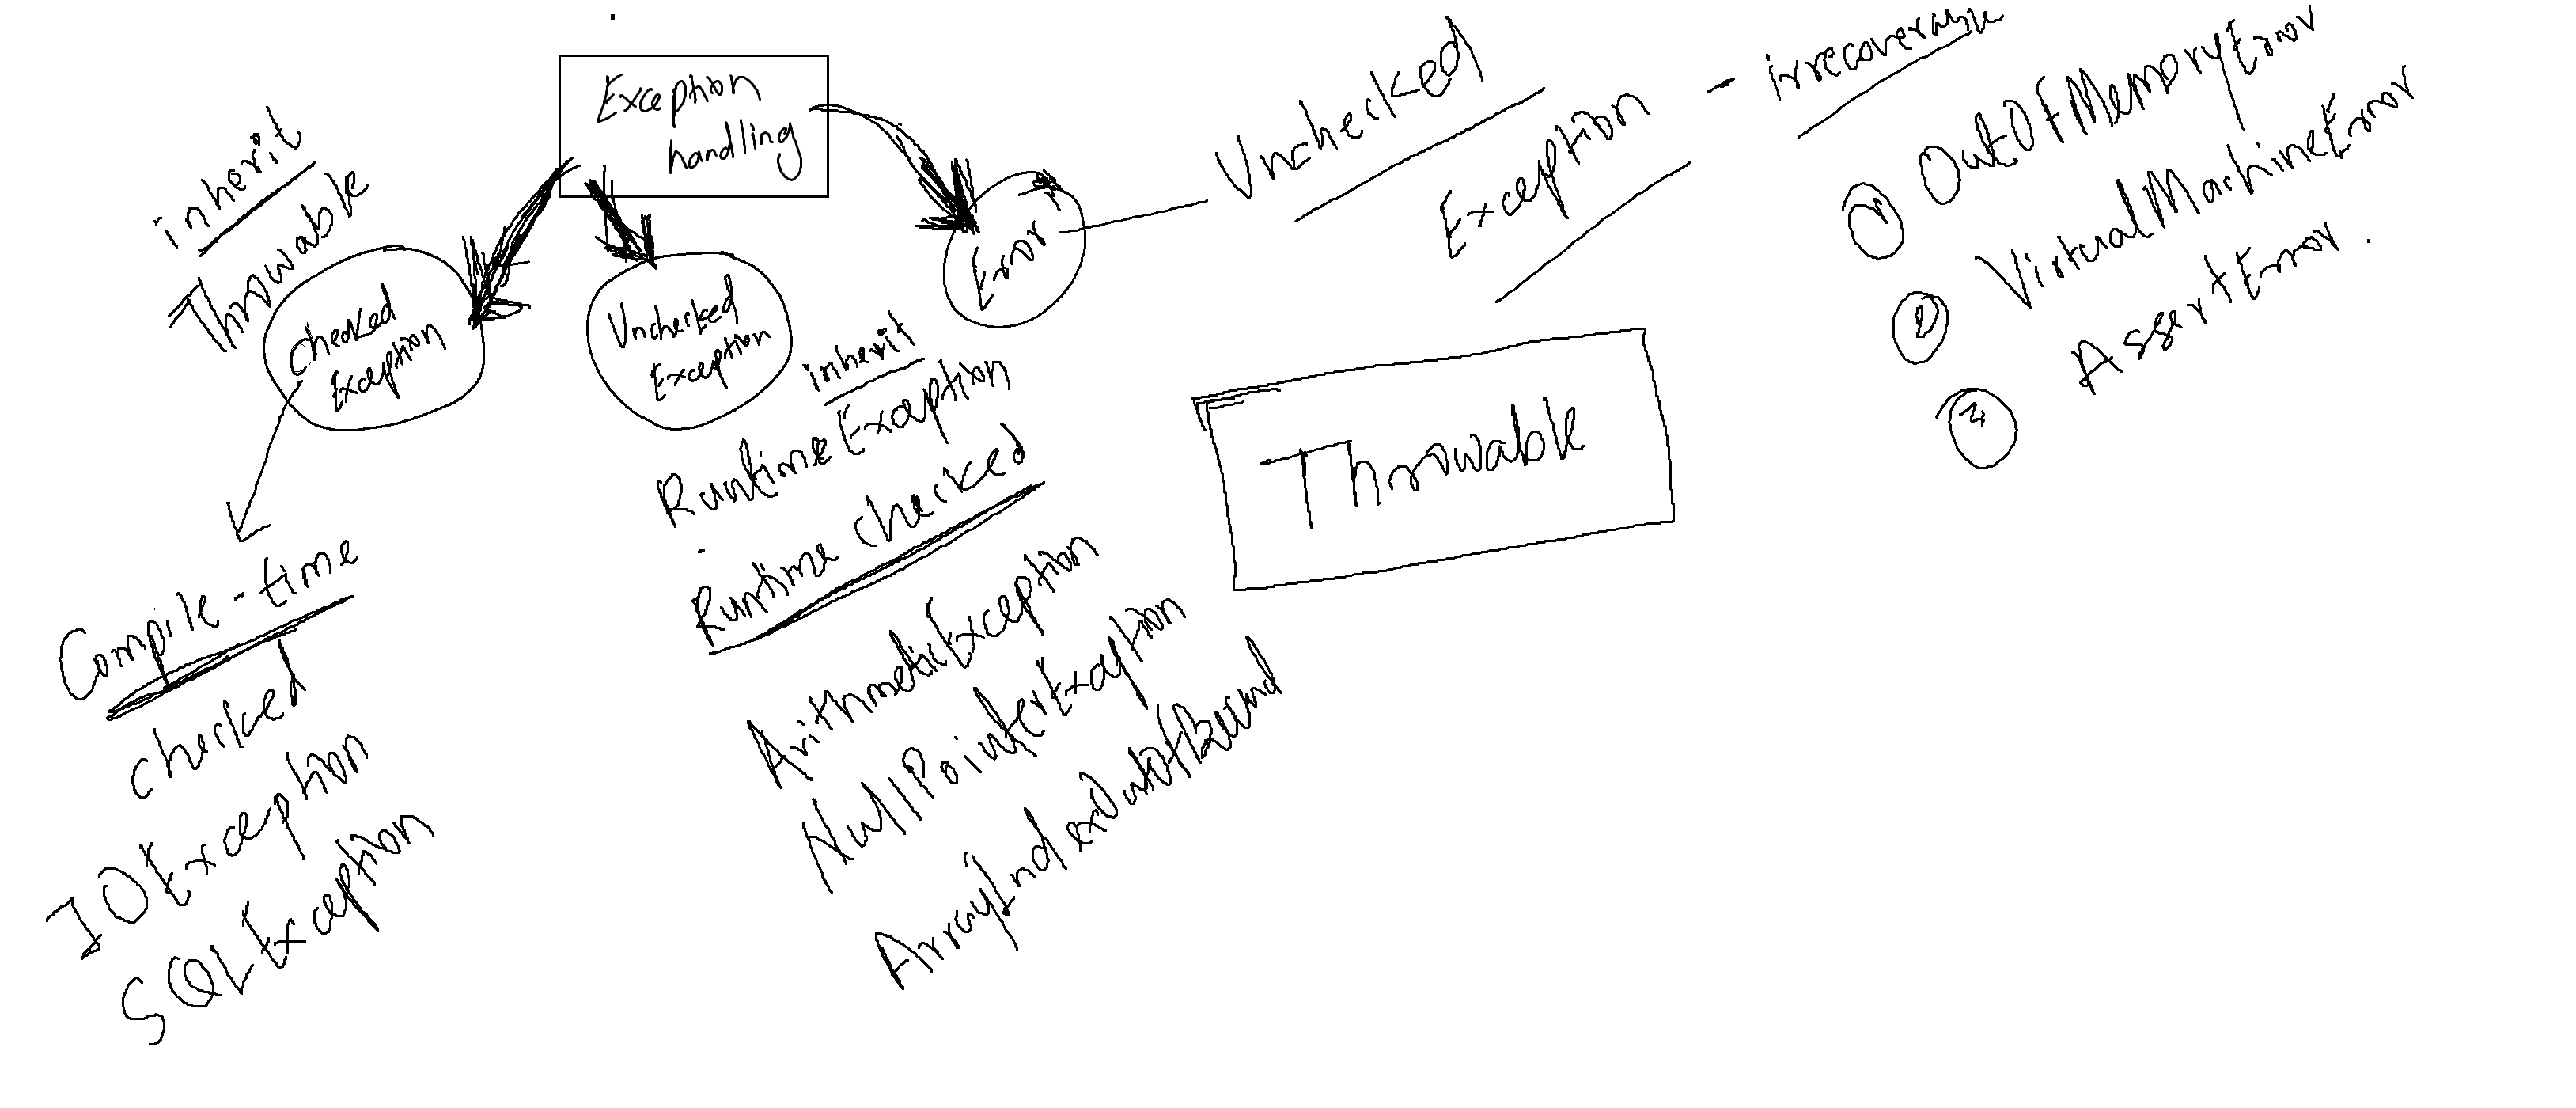 Exception
handling
inherit
Throwable
Checked
Exception
Compile-time
checked
IOException
SQLException
Unchecked
Exception
inherit
RuntimeException
Runtime checked
ArithmeticException
NullPointerException
ArrayIndexOutOfBound
Error
Unchecked
Exception - irrecoverable
1 OutOfMemoryError
2 VirtualMachineError
3 AssertError.
Throwable